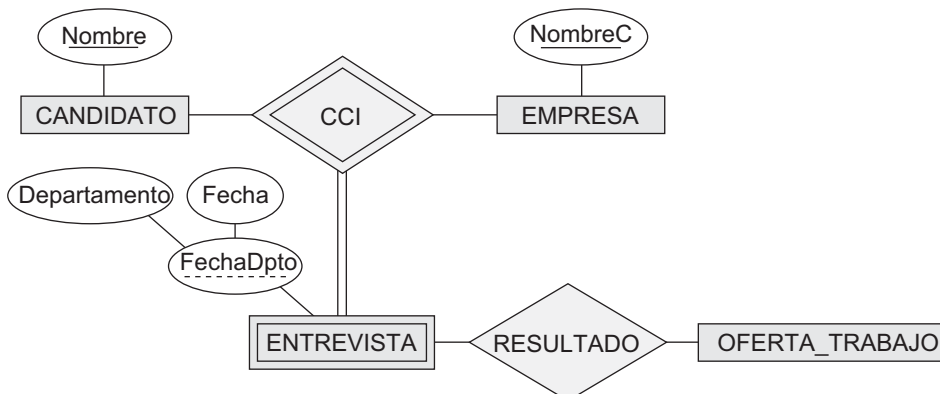 Nombre
NombreC
CANDIDATO
CCI
EMPRESA
Departamento
Fecha
FechaDpto
ENTREVISTA
RESULTADO
OFERTA_TRABAJO